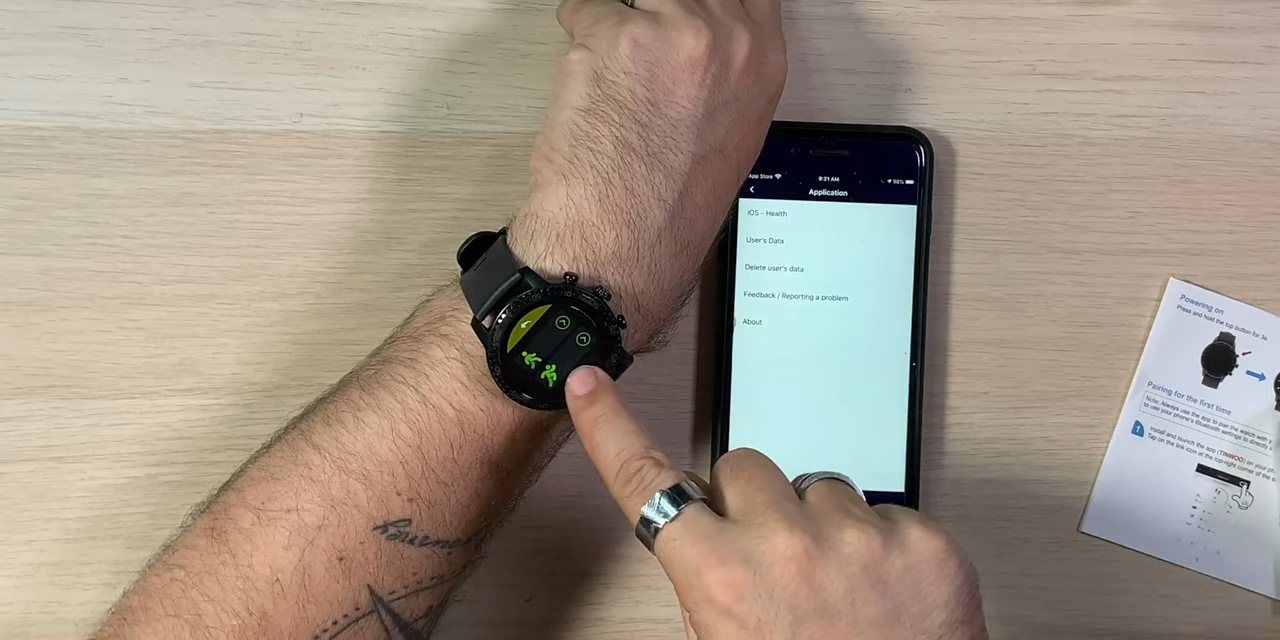 App Store
9:21 AM
98%
Application
iOS - Health
User's Data
Delete user's data
Feedback / Reporting a problem
About
Powering on
Press and hold the top button for 3s
Pairing for the first time
Note: Always use the app to pair the watch with
to use your phone's Bluetooth settings to directly
1
Install and launch the app (TINWOO) on your
Tap on the link icon at the top-right corner of the